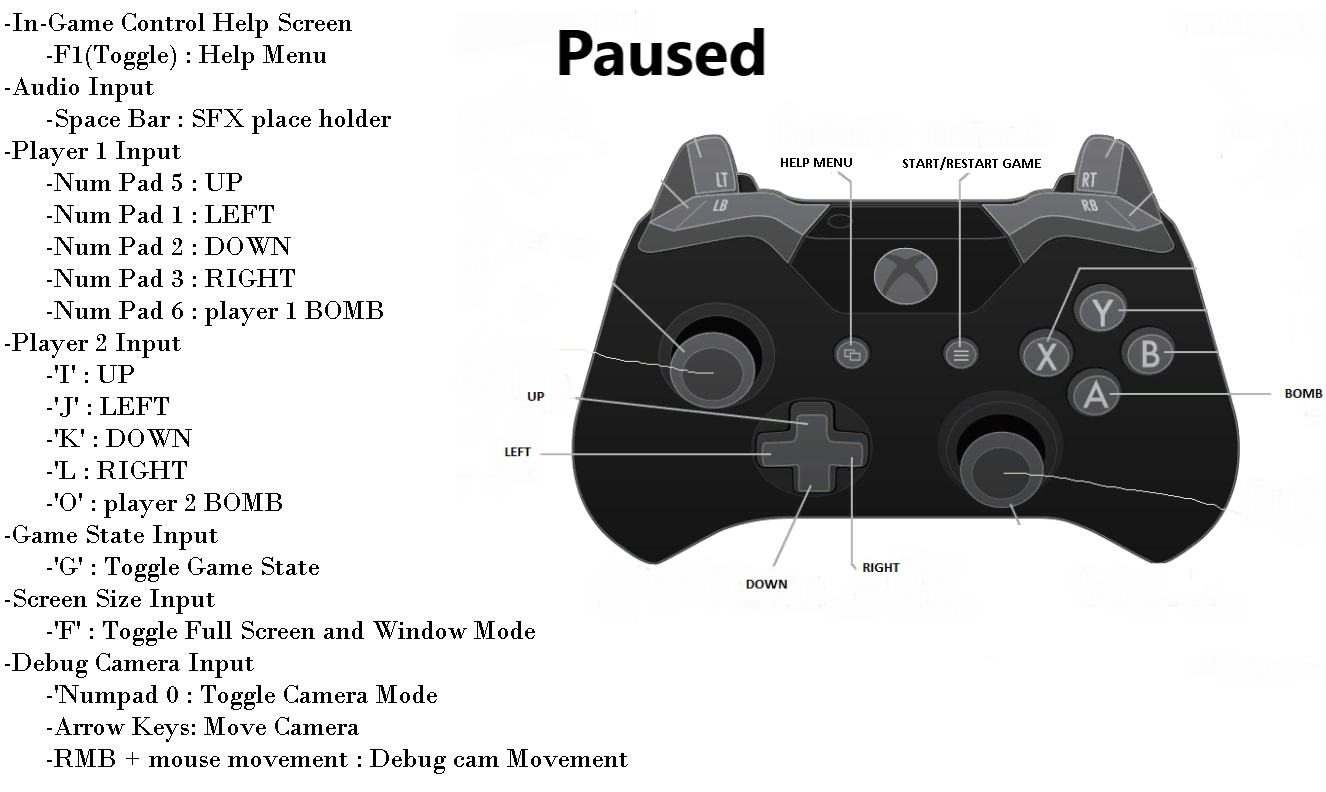 -In-Game Control Help Screen
-F1(Toggle) : Help Menu
-Audio Input
-Space Bar : SFX place holder
-Player 1 Input
-Num Pad 5 : UP
-Num Pad 1 : LEFT
-Num Pad 2 : DOWN
-Num Pad 3 : RIGHT
-Num Pad 6 : player 1 BOMB
-Player 2 Input
-'I' : UP
-'J' : LEFT
-'K' : DOWN
-'L : RIGHT
-'O' : player 2 BOMB
-Game State Input
-'G' : Toggle Game State
-Screen Size Input
-'F' : Toggle Full Screen and Window Mode
-Debug Camera Input
-'Numpad 0 : Toggle Camera Mode
-Arrow Keys: Move Camera
-RMB + mouse movement : Debug cam Movement
Paused
HELP MENU
START/RESTART GAME
LT
RT
LB
RB
Y
X
B
A
BOMB
UP
LEFT
RIGHT
DOWN